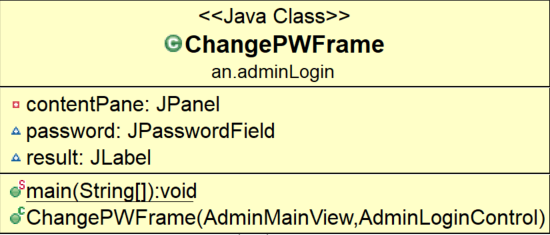 <<Java Class>>
ChangePWFrame
an.adminLogin
contentPane: JPanel
password: JPasswordField
result: JLabel
main(String[]):void
ChangePWFrame(AdminMainView,AdminLoginControl)